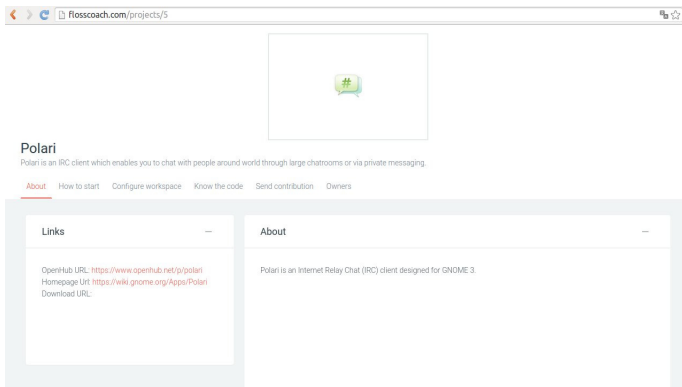 flosscoach.com/projects/5
#
Polari
Polari is an IRC client which enables you to chat with people around world through large chatrooms or via private messaging.
About How to start Configure workspace Know the code Send contribution Owners
Links
OpenHub URL: https://www.openhub.net/p/polari
Homepage Url: https://wiki.gnome.org/Apps/Polari
Download URL:
About
Polari is an Internet Relay Chat (IRC) client designed for GNOME 3.